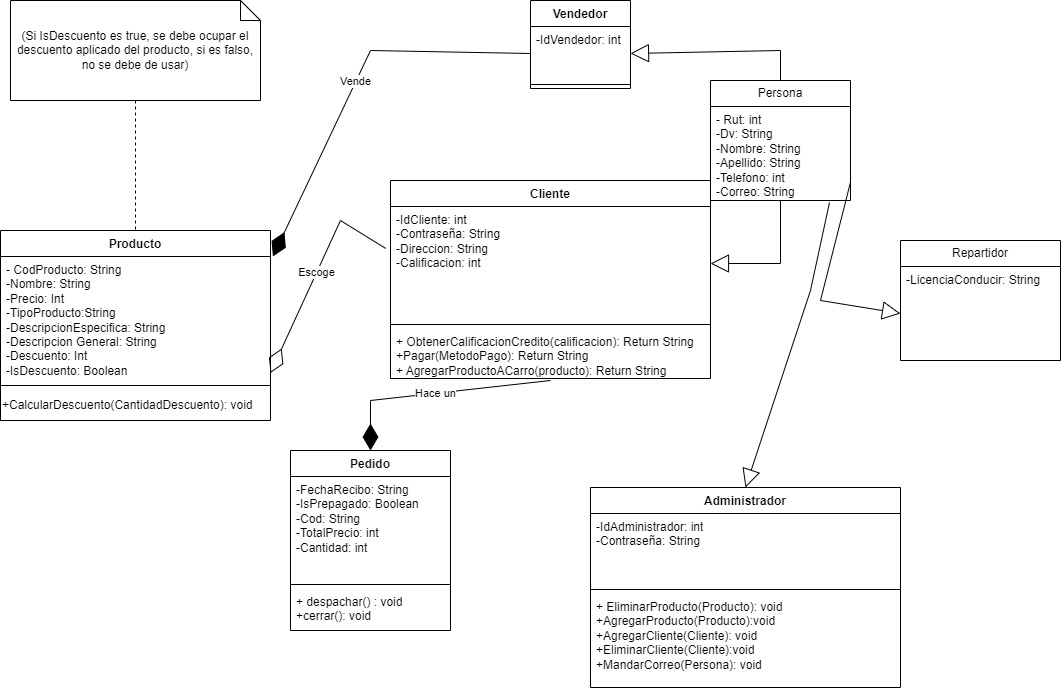 (Si IsDescuento es true, se debe ocupar el
descuento aplicado del producto, si es falso,
no se debe de usar)
Vendedor
-IdVendedor: int
Vende
Persona
- Rut: int
-Dv: String
-Nombre: String
-Apellido: String
-Telefono: int
-Correo: String
Cliente
-IdCliente: int
-Contraseña: String
-Direccion: String
-Calificacion: int
+ ObtenerCalificacionCredito(calificacion): Return String
+Pagar(MetodoPago): Return String
+ AgregarProductoACarro(producto): Return String
Producto
- CodProducto: String
-Nombre: String
-Precio: Int
-TipoProducto:String
-DescripcionEspecifica: String
-Descripcion General: String
-Descuento: Int
-IsDescuento: Boolean
+CalcularDescuento(CantidadDescuento): void
Escoge
Repartidor
-LicenciaConducir: String
Hace un
Pedido
-FechaRecibo: String
-IsPrepagado: Boolean
-Cod: String
-TotalPrecio: int
-Cantidad: int
+ despachar() : void
+cerrar(): void
Administrador
-IdAdministrador: int
-Contraseña: String
+ EliminarProducto(Producto): void
+AgregarProducto(Producto):void
+AgregarCliente(Cliente): void
+EliminarCliente(Cliente):void
+MandarCorreo(Persona): void